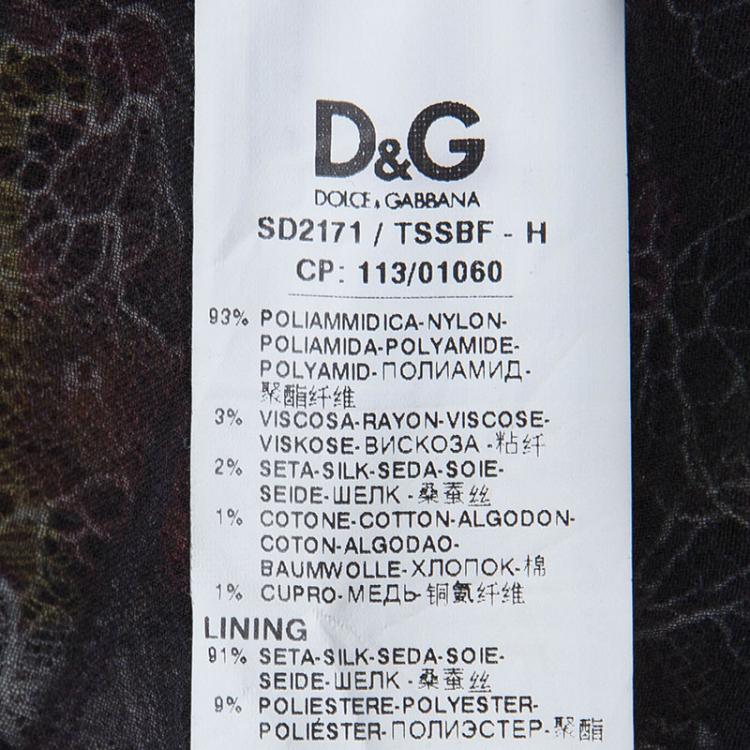 D&G
DOLCE & GABBANA
SD2171 / TSSBF - H
CP: 113/01060
93% POLIAMMIDICA-NYLON-
POLIAMIDA-POLYAMIDE-
POLYAMID-ПОЛИАМИД-
聚酯纤维
3% VISCOSA-RAYON-VISCOSE-
VISKOSE-ВИСКОЗА -粘纤
2% SETA-SILK-SEDA-SOIE-
SEIDE-ШЕЛК -桑蚕丝
1% COTONE-COTTON-ALGODON-
COTON-ALGODAO-
BAUMWOLLE-ХЛОПОК-棉
1% CUPRO-МЕДЬ-铜氨纤维
LINING
91% SETA-SILK-SEDA-SOIE-
SEIDE-ШЕЛК -桑蚕丝
9% POLIESTERE-POLYESTER-
POLIÉSTER-ПОЛИЭСТЕР-聚酯